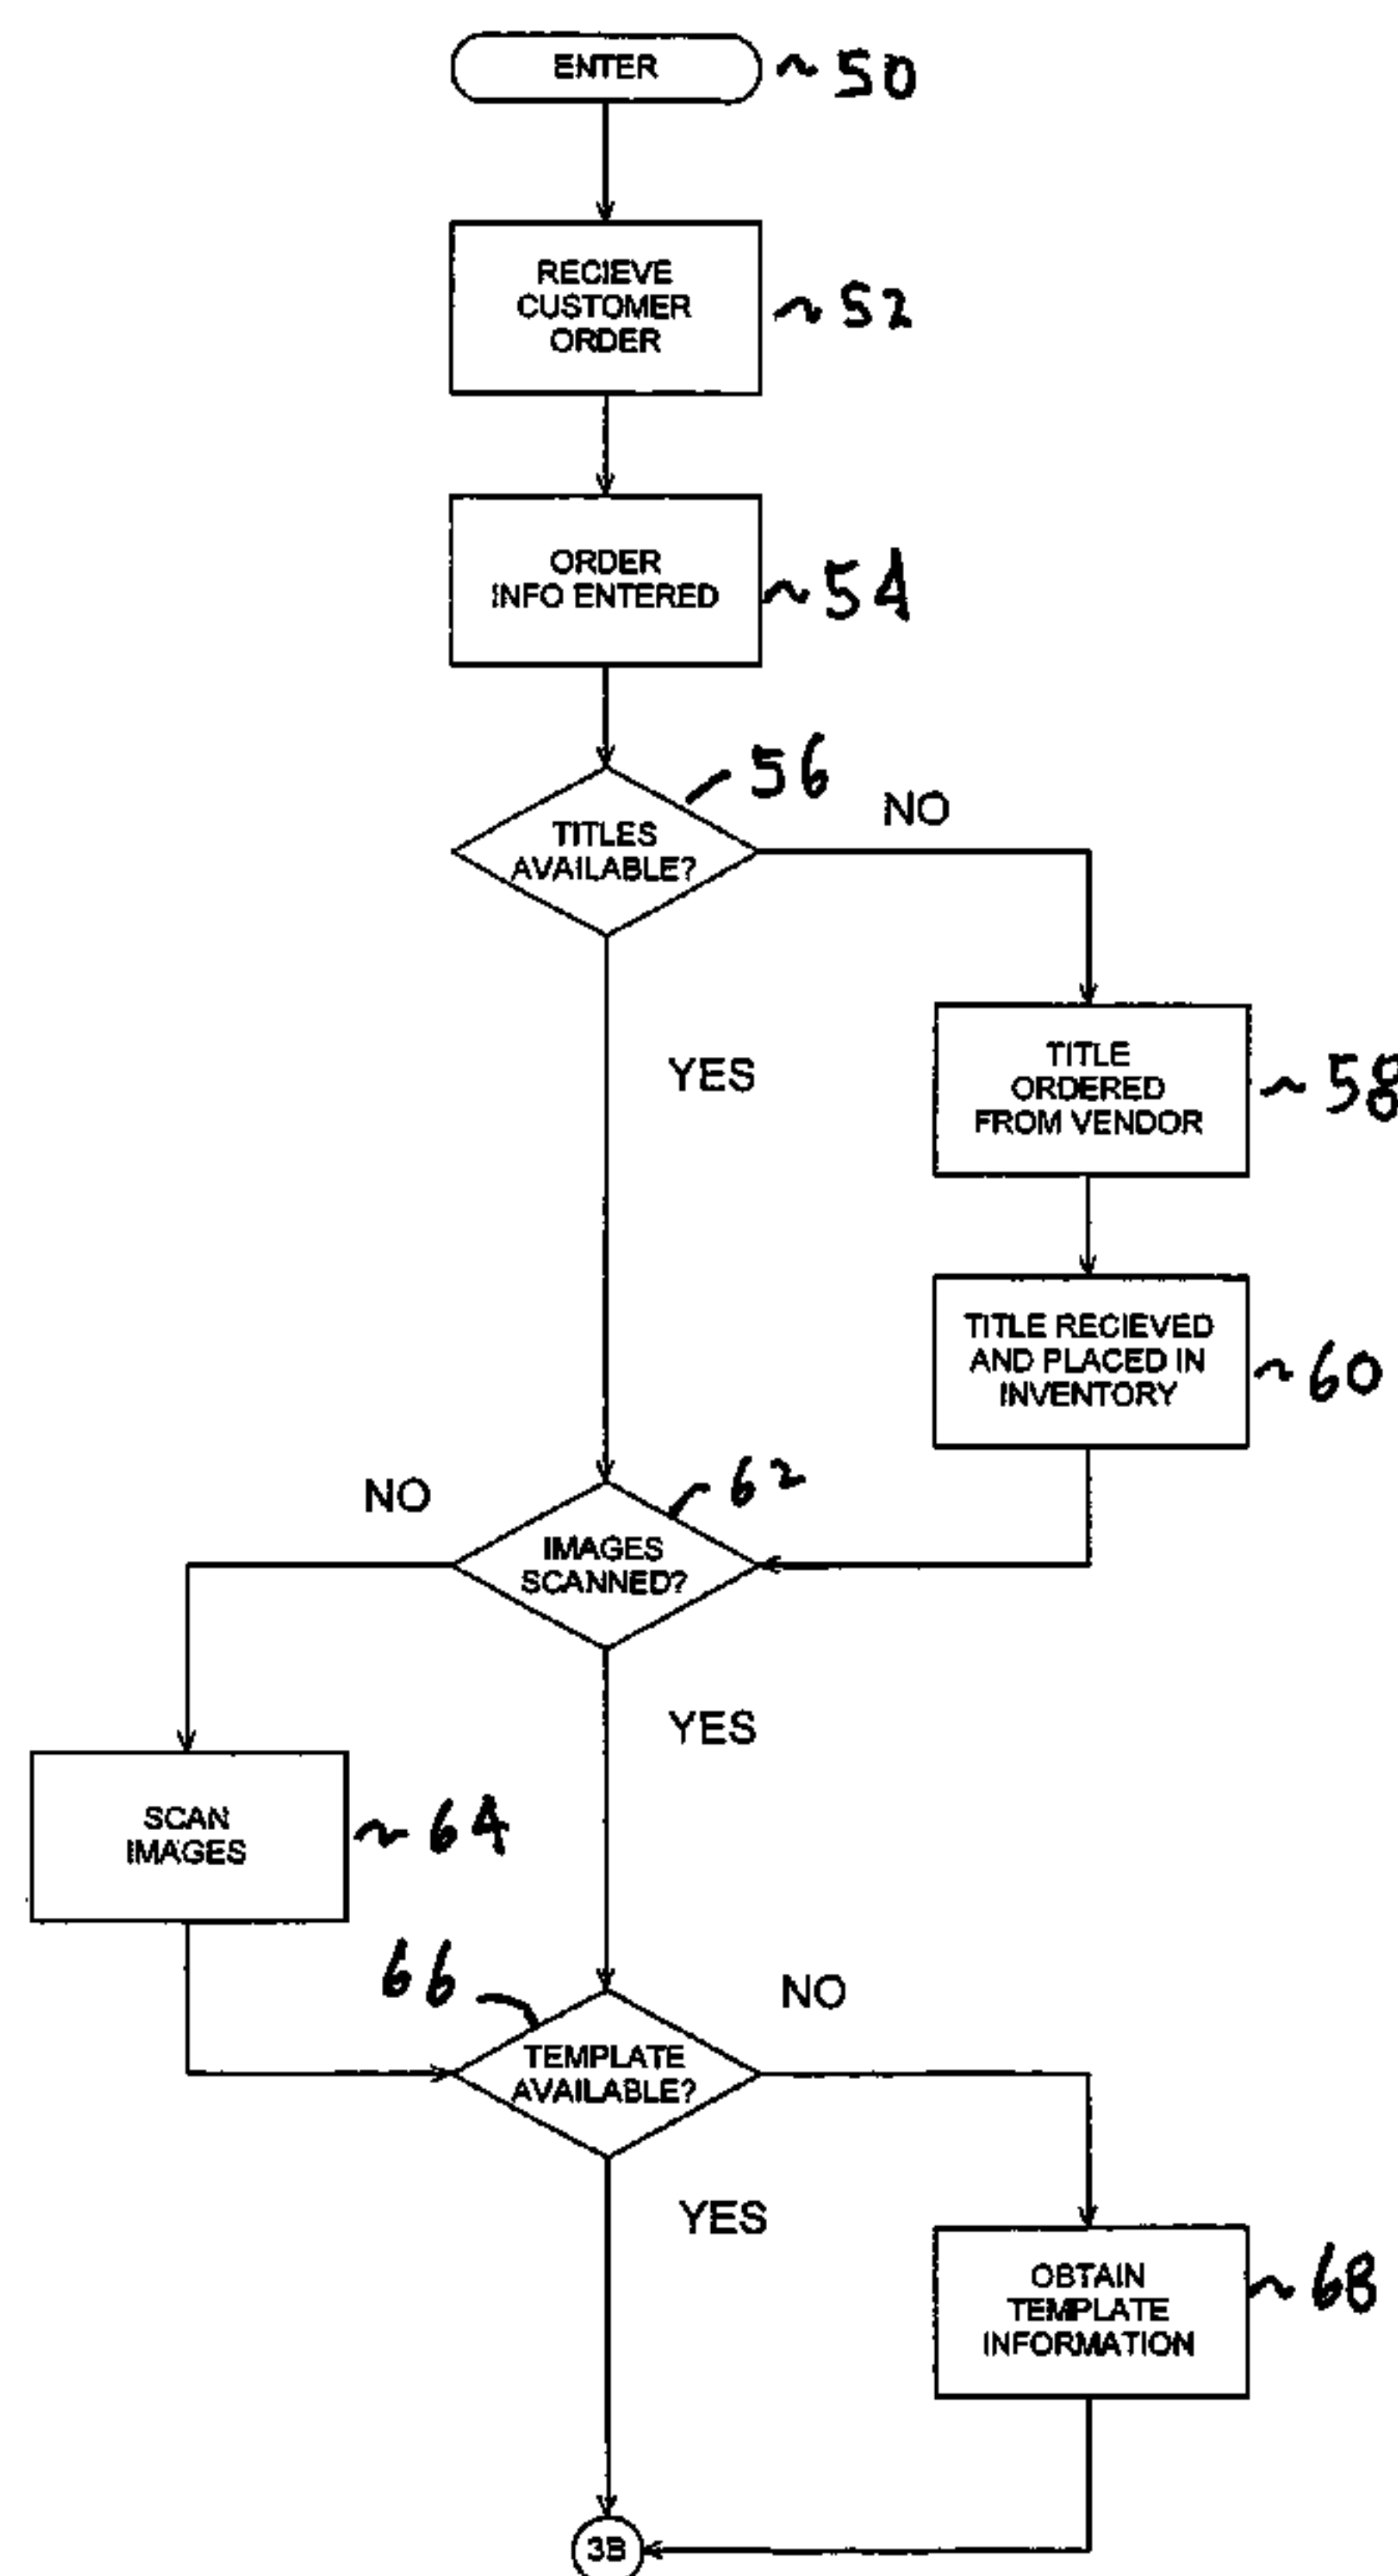 ENTER
~50
RECIEVE
CUSTOMER
ORDER
~52
ORDER
INFO ENTERED
~54
56
NO
TITLES
AVAILABLE?
YES
TITLE
ORDERED
FROM VENDOR
~58
TITLE RECIEVED
AND PLACED IN
INVENTORY
~60
62
NO
IMAGES
SCANNED?
YES
SCAN
IMAGES
~64
66
NO
TEMPLATE
AVAILABLE?
YES
OBTAIN
TEMPLATE
INFORMATION
~68
3B